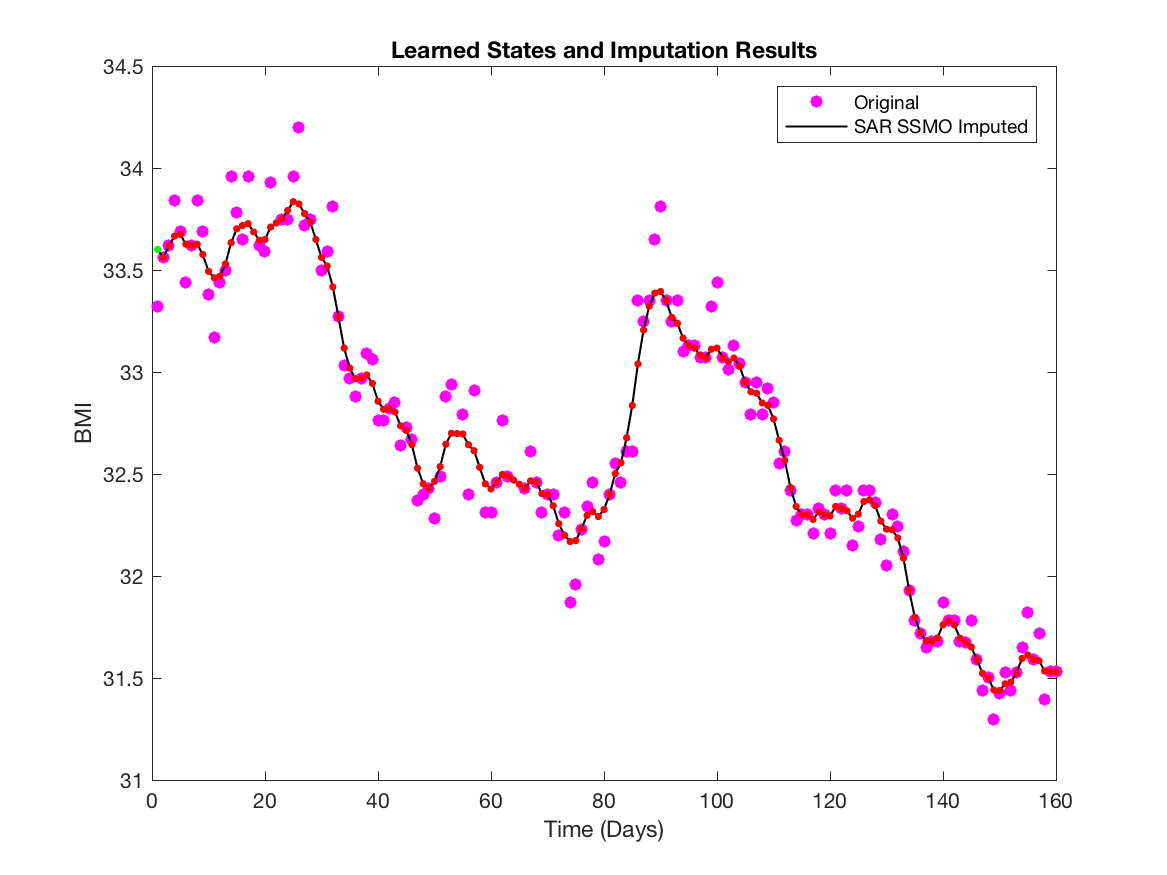 Learned States and Imputation Results
Original
SAR SSMO Imputed
BMI
34.5
34
33.5
33
32.5
32
31.5
31
0 20 40 60 80 100 120 140 160
Time (Days)